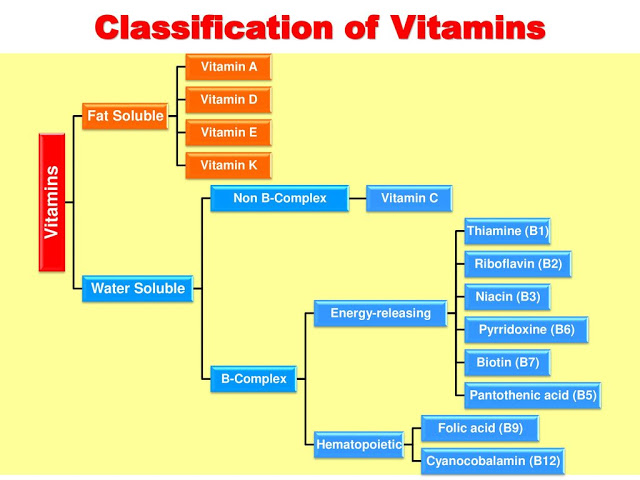 Classification of Vitamins
Vitamins
Fat Soluble
Vitamin A
Vitamin D
Vitamin E
Vitamin K
Water Soluble
Non B-Complex
Vitamin C
B-Complex
Energy-releasing
Thiamine (B1)
Riboflavin (B2)
Niacin (B3)
Pyrridoxine (B6)
Biotin (B7)
Pantothenic acid (B5)
Hematopoietic
Folic acid (B9)
Cyanocobalamin (B12)